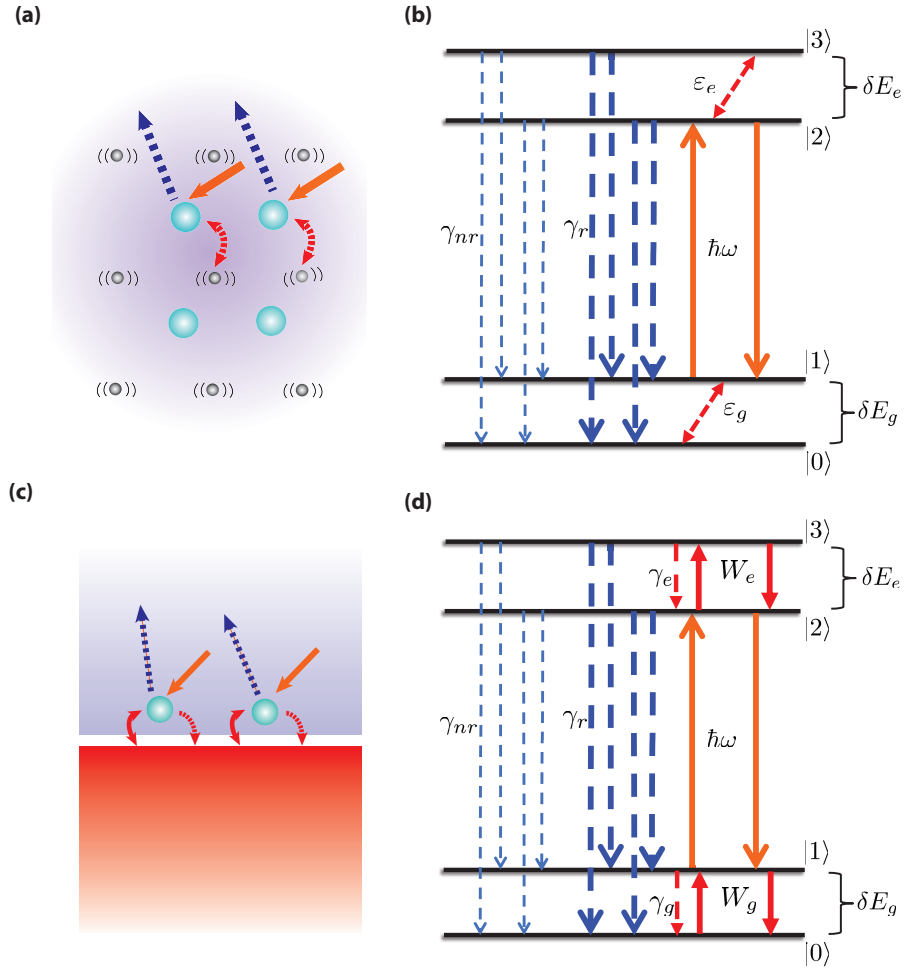 (a)
(b)
|3⟩
ε_e
δE_e
|2⟩
γ_nr
γ_r
ħω
|1⟩
ε_g
δE_g
|0⟩
(c)
(d)
|3⟩
γ_e
W_e
δE_e
|2⟩
γ_nr
γ_r
ħω
|1⟩
γ_g
W_g
δE_g
|0⟩